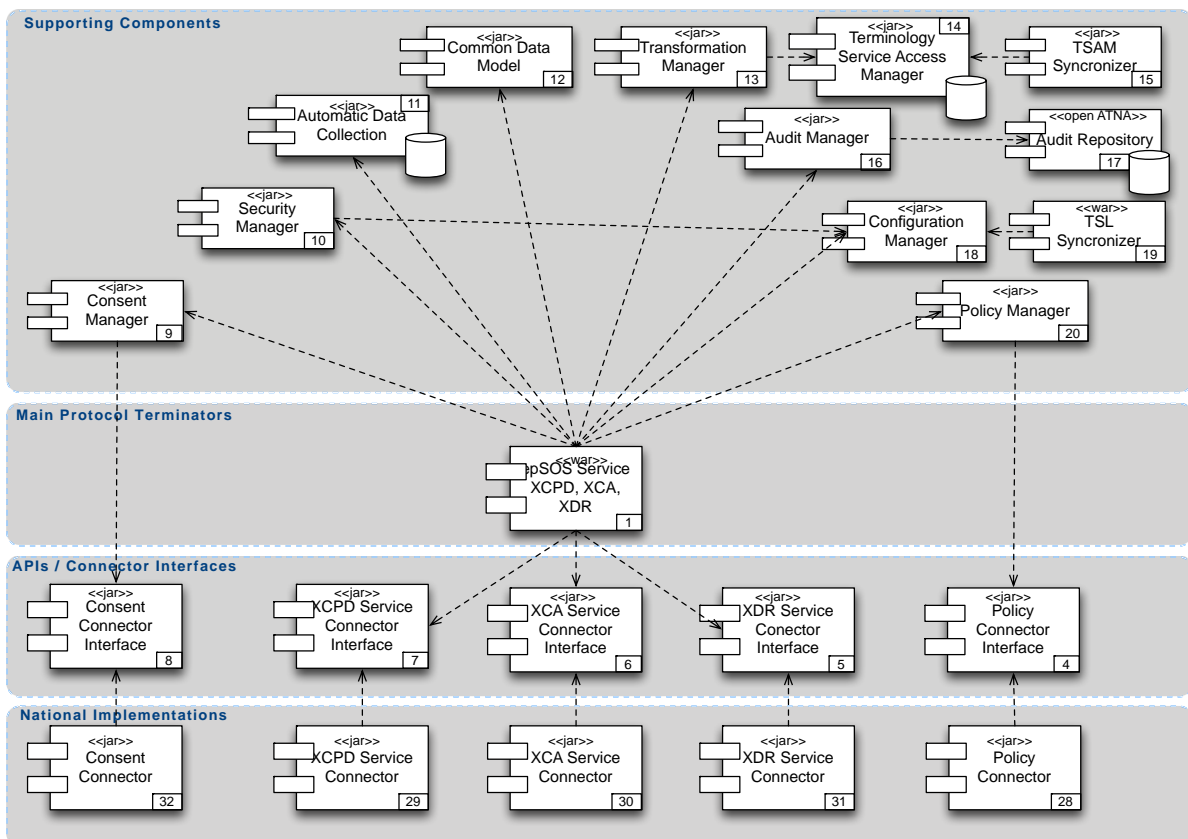 Supporting Components
<<jar>>
Common Data
Model
12
<<jar>>
Transformation
Manager
13
14
<<jar>>
Terminology
Service Access
Manager
<<jar>>
TSAM
Syncronizer
15
11
<<jar>>
Automatic Data
Collection
<<jar>>
Audit Manager
16
<<open ATNA>>
Audit Repository
17
<<jar>>
Security
Manager
10
<<jar>>
Configuration
Manager
18
<<war>>
TSL
Syncronizer
19
<<jar>>
Consent
Manager
9
<<jar>>
Policy Manager
20
Main Protocol Terminators
<<war>>
epSOS Service
XCPD, XCA,
XDR
1
APIs / Connector Interfaces
<<jar>>
Consent
Connector
Interface
8
<<jar>>
XCPD Service
Connector
Interface
7
<<jar>>
XCA Service
Connector
Interface
6
<<jar>>
XDR Service
Conector
Interface
5
<<jar>>
Policy
Connector
Interface
4
National Implementations
<<jar>>
Consent
Connector
32
<<jar>>
XCPD Service
Connector
29
<<jar>>
XCA Service
Connector
30
<<jar>>
XDR Service
Connector
31
<<jar>>
Policy
Connector
28